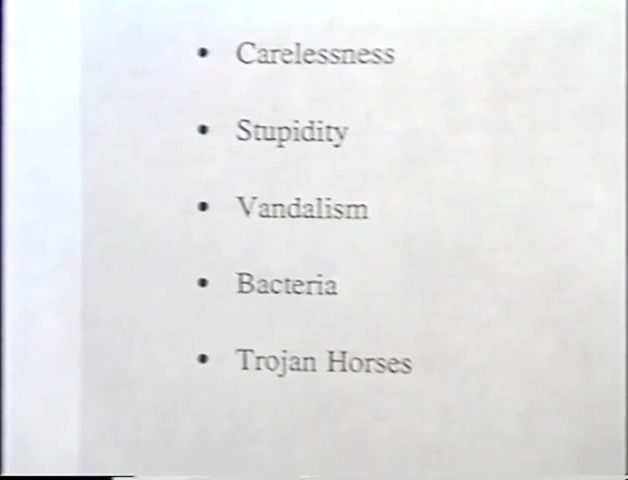 • Carelessness
• Stupidity
• Vandalism
• Bacteria
• Trojan Horses